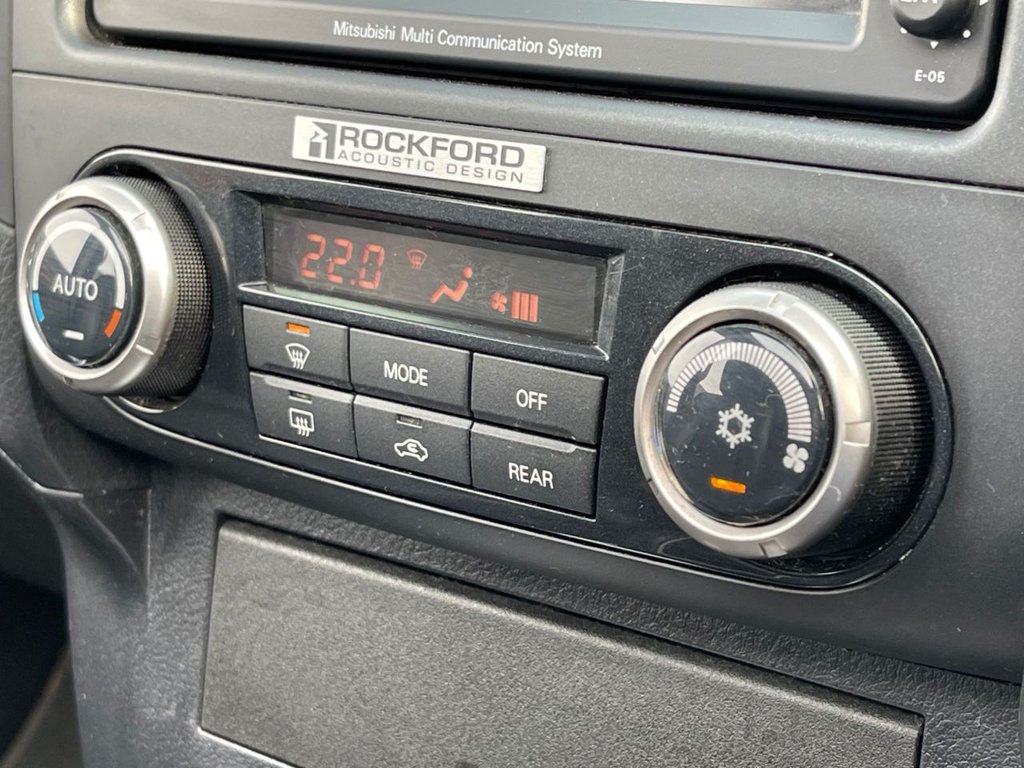 Mitsubishi Multi Communication System
E-05
ROCKFORD
ACOUSTIC DESIGN
22.0
AUTO
MODE
OFF
REAR